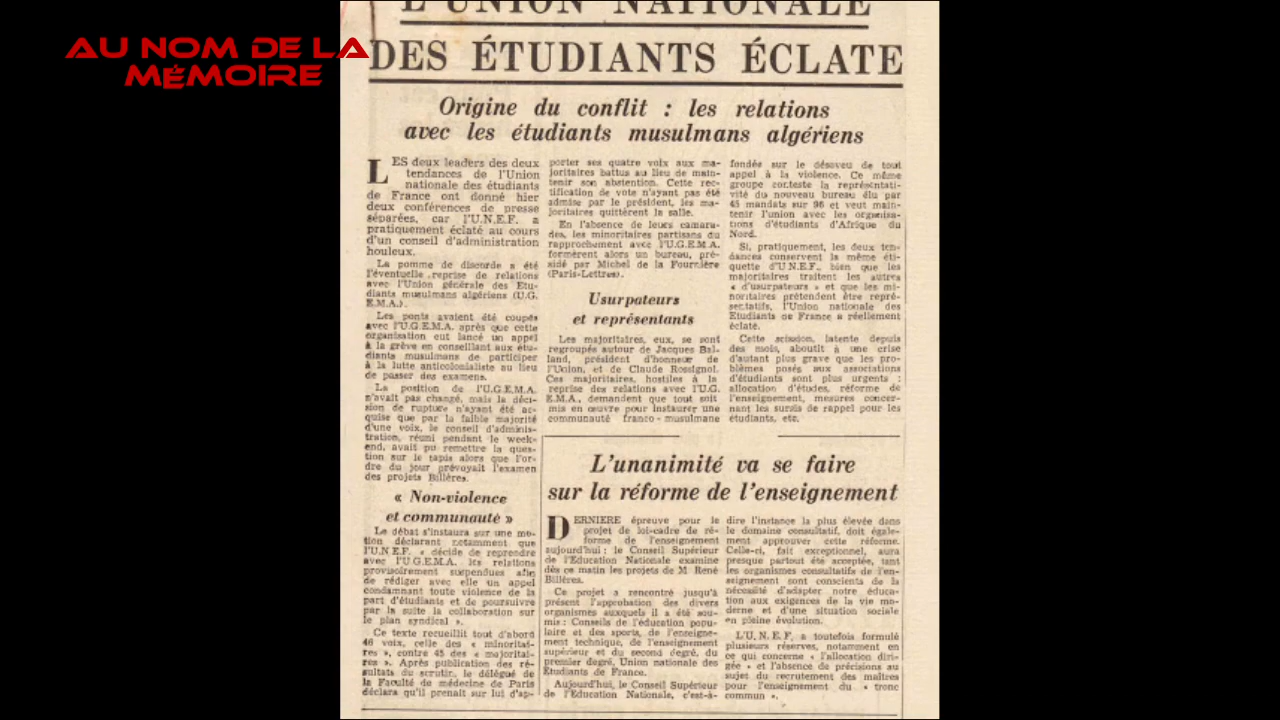 AU NOM DE LA
MÉMOIRE
L'UNION NATIONALE
DES ÉTUDIANTS ÉCLATE
Origine du conflit : les relations
avec les étudiants musulmans algériens
LES deux leaders des deux
tendances de l'Union
nationale des étudiants
de France ont donné hier
deux conférences de presse
séparées, car l'U.N.E.F. a
pratiquement éclaté au cours
d'un conseil d'administration
houleux.
La pomme de discorde a été
l'éventuelle reprise de relations
avec l'Union générale des Etu-
diants musulmans algériens (U.G.
E.M.A.).
Les ponts avaient été coupés
avec l'U.G.E.M.A. après que cette
organisation eut lancé un appel
à la grève en conseillant aux étu-
diants musulmans de participer
à la lutte anticolonialiste au lieu
de passer des examens.
La position de l'U.G.E.M.A.
n'avait pas changé, mais la déci-
sion de rupture n'ayant été ac-
quise que par la faible majorité
d'une voix, le conseil d'adminis-
tration, réuni pendant le week-
end, avait pu remettre la ques-
tion sur le tapis alors que l'or-
dre du jour prévoyait l'examen
des projets Billères.
« Non-violence
et communauté »
Le débat s'instaura sur une mo-
tion déclarant notamment que
l'U.N.E.F. « décide de reprendre
avec l'U.G.E.M.A. les relations
provisoirement suspendues afin
de rédiger avec elle un appel
condamnant toute violence de la
part d'étudiants et de poursuivre
par la suite la collaboration sur
le plan syndical ».
Ce texte recueillit tout d'abord
46 voix, celle des « minoritai-
res », contre 45 des « majoritai-
res ». Après publication des ré-
sultats du scrutin, le délégué de
la Faculté de médecine de Paris
déclara qu'il prenait sur lui d'ap-
porter ses quatre voix aux ma-
joritaires battus au lieu de main-
tenir son abstention. Cette rec-
tification de vote n'ayant pas été
admise par le président, les ma-
joritaires quittèrent la salle.
En l'absence de leurs camara-
des, les minoritaires partisans du
rapprochement avec l'U.G.E.M.A.
formèrent alors un bureau, pré-
sidé par Michel de la Fournière
(Paris-Lettres).
Usurpateurs
et représentants
Les majoritaires, eux, se sont
regroupés autour de Jacques Bal-
land, président d'honneur de
l'Union, et de Claude Rossignol.
Ces majoritaires, hostiles à la
reprise des relations avec l'U.G.
E.M.A., demandent que tout soit
mis en œuvre pour instaurer une
communauté franco-musulmane
fondée sur le désaveu de tout
appel à la violence. Ce même
groupe conteste la représentati-
vité du nouveau bureau élu par
45 mandats sur 96 et veut main-
tenir l'union avec les organisa-
tions d'étudiants d'Afrique du
Nord.
Si, pratiquement, les deux ten-
dances conservent la même éti-
quette d'U.N.E.F., bien que les
majoritaires traitent les autres
« d'usurpateurs » et que les mi-
noritaires prétendent être repré-
sentatifs, l'Union nationale des
Etudiants de France a réellement
éclaté.
Cette scission, latente depuis
des mois, aboutit à une crise
d'autant plus grave que les pro-
blèmes posés aux associations
d'étudiants sont plus urgents :
allocation d'études, réforme de
l'enseignement, mesures concer-
nant les sursis de rappel pour les
étudiants, etc.
L'unanimité va se faire
sur la réforme de l'enseignement
DERNIERE épreuve pour le
projet de loi-cadre de ré-
forme de l'enseignement
aujourd'hui : le Conseil Supérieur
de l'Education Nationale examine
dès ce matin les projets de M. René
Billères.
Ce projet a rencontré jusqu'à
présent l'approbation des divers
organismes auxquels il a été sou-
mis : Conseils de l'éducation popu-
laire et des sports, de l'enseigne-
ment technique, de l'enseignement
supérieur et du second degré, du
premier degré, Union nationale des
Étudiants de France.
Aujourd'hui, le Conseil Supérieur
de l'Education Nationale, c'est-à-
dire l'instance la plus élevée dans
le domaine consultatif, doit égale-
ment approuver cette réforme.
Celle-ci, fait exceptionnel, aura
presque partout été acceptée, tant
les organismes consultatifs de l'en-
seignement sont conscients de la
nécessité d'adapter notre éduca-
tion aux exigences de la vie mo-
derne et d'une situation sociale
en pleine évolution.
L'U.N.E.F. a toutefois formulé
plusieurs réserves, notamment en
ce qui concerne « l'allocation diri-
gée » et l'absence de précisions au
sujet du recrutement des maîtres
pour l'enseignement du « tronc
commun ».